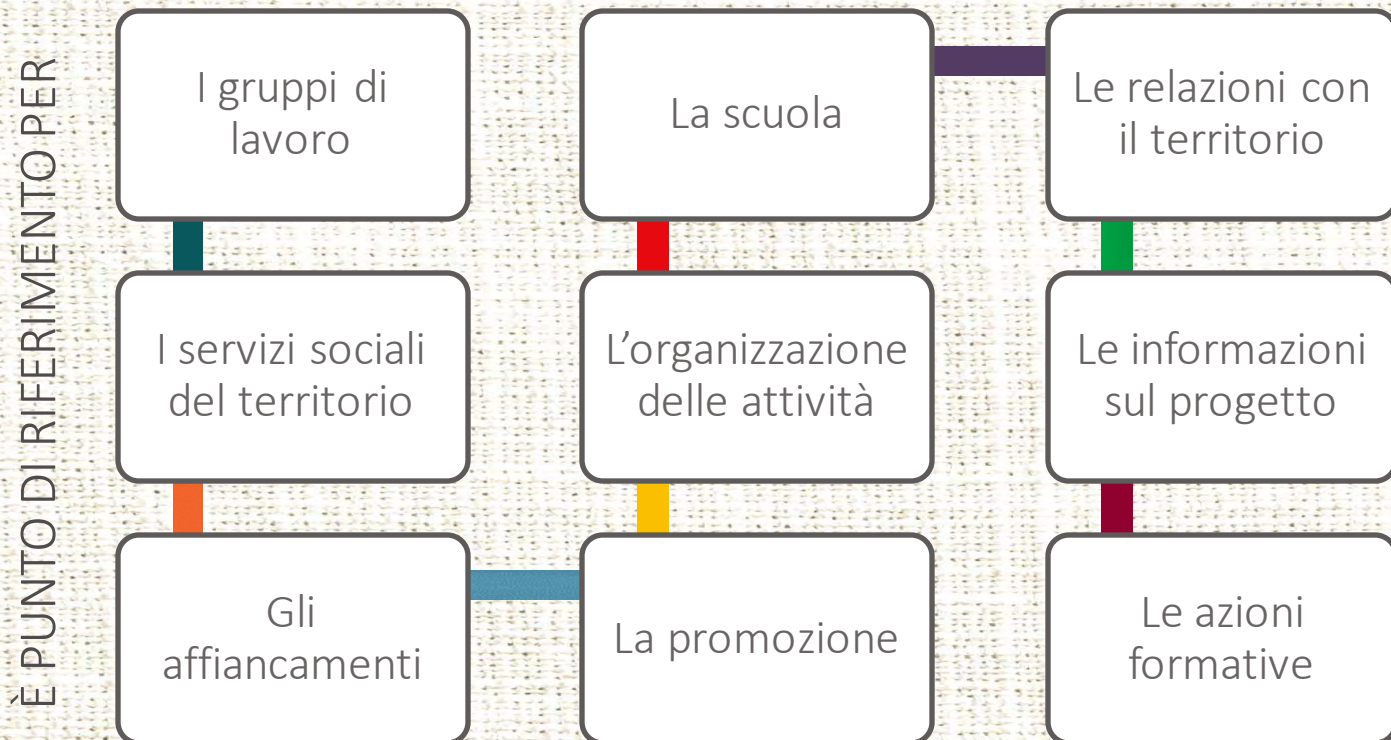 È PUNTO DI RIFERIMENTO PER
I gruppi di
lavoro
I servizi sociali
del territorio
Gli
affiancamenti
La promozione
L’organizzazione
delle attività
La scuola
Le relazioni con
il territorio
Le informazioni
sul progetto
Le azioni
formative